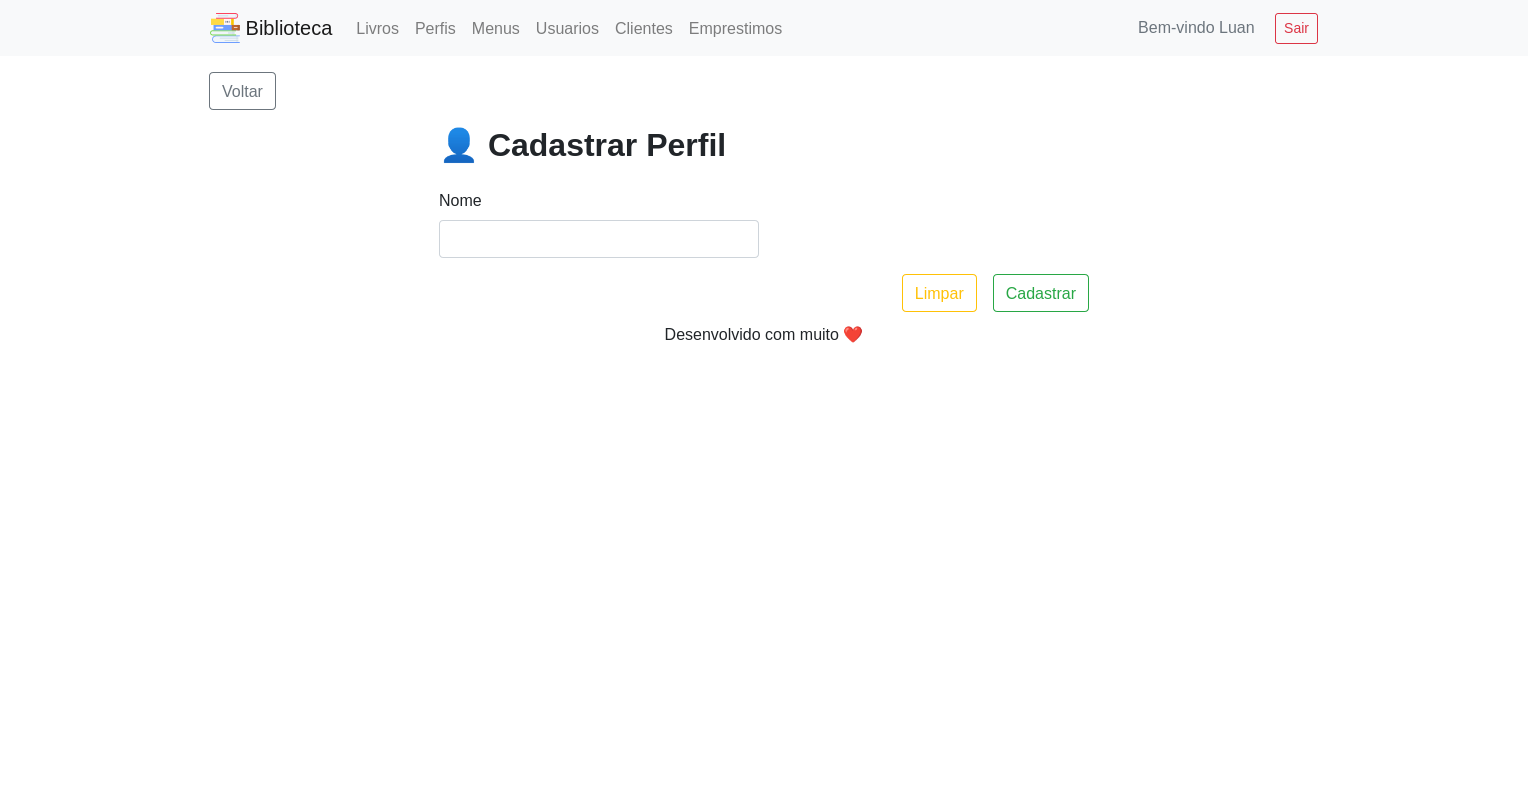 Biblioteca Livros Perfis Menus Usuarios Clientes Emprestimos Bem-vindo Luan Sair
Voltar
👤 Cadastrar Perfil
Nome
Limpar Cadastrar
Desenvolvido com muito ❤️